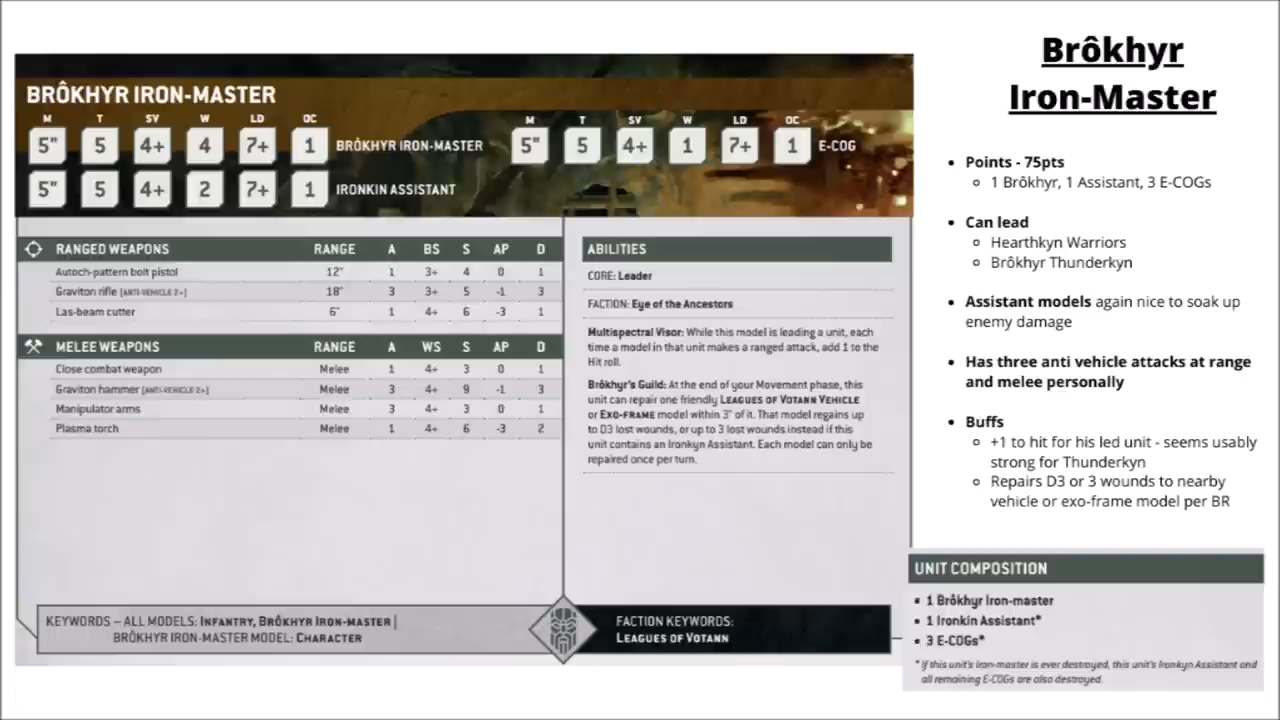 BRÔKHYR IRON-MASTER
M T SV W LD OC
5" 5 4+ 4 7+ 1 BRÔKHYR IRON-MASTER
5" 5 4+ 2 7+ 1 IRONKIN ASSISTANT
M T SV W LD OC
5" 5 4+ 1 7+ 1 E-COG
RANGED WEAPONS RANGE A BS S AP D
Autoch-pattern bolt pistol 12" 1 3+ 4 0 1
Graviton rifle [ANTI-VEHICLE 2+] 18" 3 3+ 5 -1 3
Las-beam cutter 6" 1 4+ 6 -3 1
MELEE WEAPONS RANGE A WS S AP D
Close combat weapon Melee 1 4+ 3 0 1
Graviton hammer [ANTI-VEHICLE 2+] Melee 3 4+ 9 -1 3
Manipulator arms Melee 3 4+ 3 0 1
Plasma torch Melee 1 4+ 6 -3 2
ABILITIES
CORE: Leader
FACTION: Eye of the Ancestors
Multispectral Visor: While this model is leading a unit, each
time a model in that unit makes a ranged attack, add 1 to the
Hit roll.
Brôkhyr's Guild: At the end of your Movement phase, this
unit can repair one friendly LEAGUES OF VOTANN VEHICLE
or EXO-FRAME model within 3" of it. That model regains up
to D3 lost wounds, or up to 3 lost wounds instead if this
unit contains an Ironkyn Assistant. Each model can only be
repaired once per turn.
KEYWORDS – ALL MODELS: INFANTRY, BRÔKHYR IRON-MASTER |
BRÔKHYR IRON-MASTER MODEL: CHARACTER
FACTION KEYWORDS:
LEAGUES OF VOTANN
Brôkhyr
Iron-Master
• Points - 75pts
○ 1 Brôkhyr, 1 Assistant, 3 E-COGs
• Can lead
○ Hearthkyn Warriors
○ Brôkhyr Thunderkyn
• Assistant models again nice to soak up
enemy damage
• Has three anti vehicle attacks at range
and melee personally
• Buffs
○ +1 to hit for his led unit - seems usably
strong for Thunderkyn
○ Repairs D3 or 3 wounds to nearby
vehicle or exo-frame model per BR
UNIT COMPOSITION
▪ 1 Brôkhyr Iron-master
▪ 1 Ironkin Assistant*
▪ 3 E-COGs*
* If this unit's Iron-master is ever destroyed, this unit's Ironkyn Assistant and
all remaining E-COGs are also destroyed.